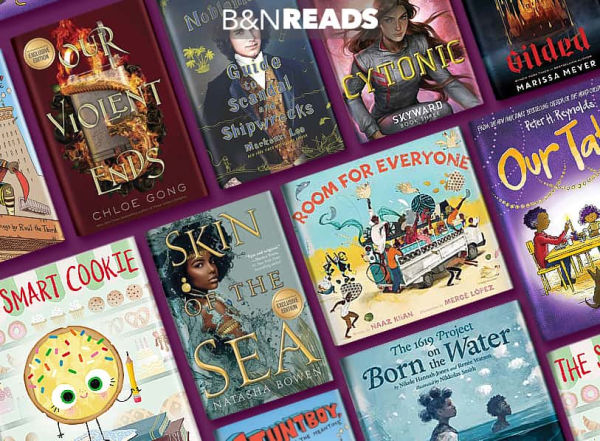 B&N READS
EXCLUSIVE EDITION
OUR
VIOLENT
ENDS
CHLOE GONG
Guide
to
Scandal
and
Shipwrecks
Mackenzi Lee
CYTONIC
SKYWARD
BOOK THREE
Gilded
MARISSA MEYER
Peter H. Reynolds
Our
ROOM FOR EVERYONE
NAAZ KHAN
MERCÈ LÓPEZ
SKIN
OF THE
SEA
EXCLUSIVE EDITION
NATASHA BOWEN
SMART COOKIE
The 1619 Project
Born on the Water
by Nikole Hannah-Jones and Renée Watson
Illustrated by Nikkolas Smith
STUNTBOY,
THE S